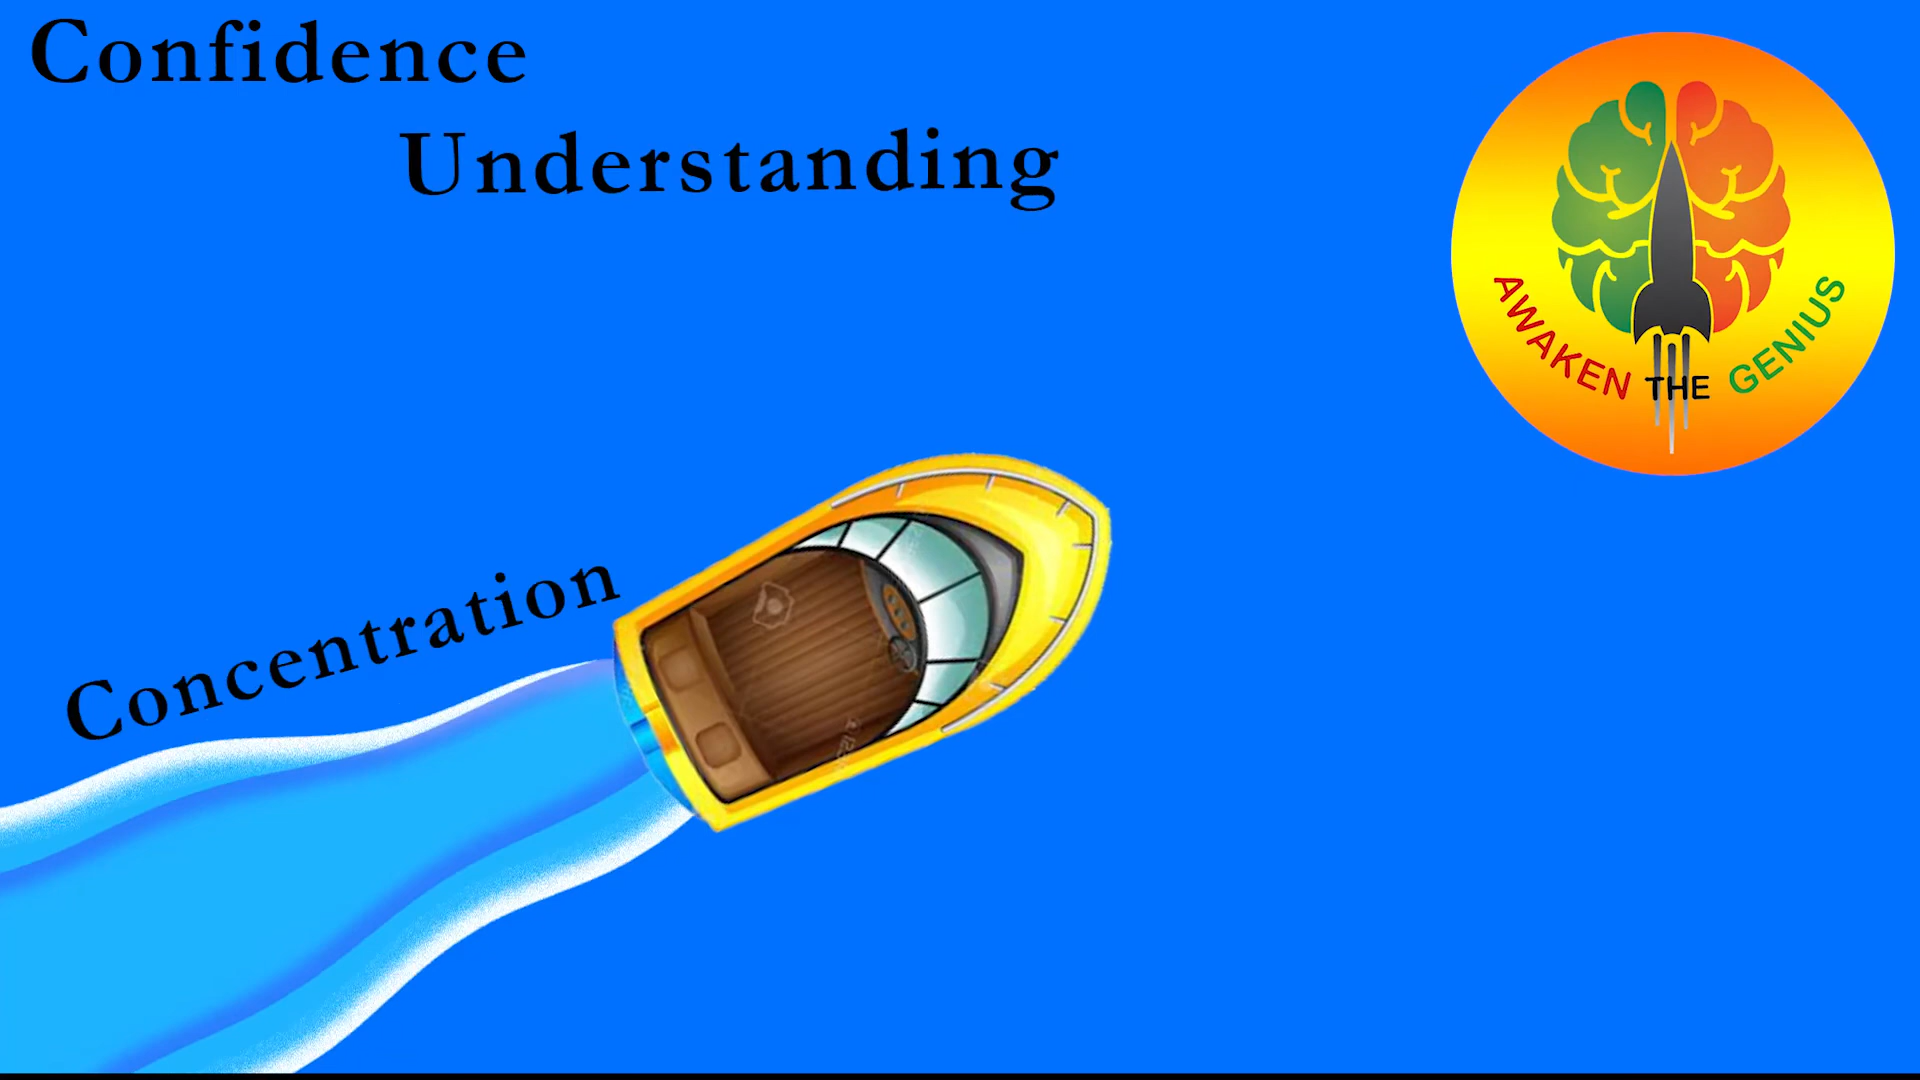 Confidence
Understanding
AWAKEN THE GENIUS
Concentration